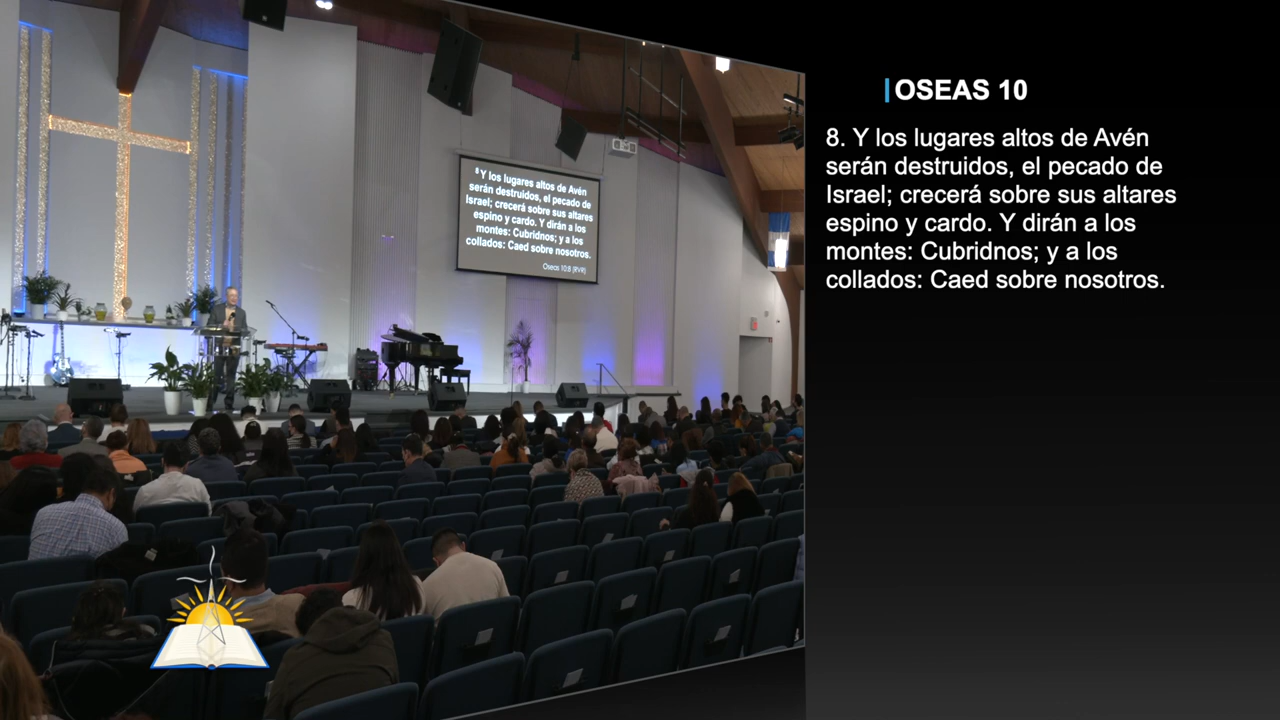 ⁸ Y los lugares altos de Avén
serán destruidos, el pecado de
Israel; crecerá sobre sus altares
espino y cardo. Y dirán a los
montes: Cubridnos; y a los
collados: Caed sobre nosotros.
Oseas 10:8 (RVR)
OSEAS 10
8. Y los lugares altos de Avén
serán destruidos, el pecado de
Israel; crecerá sobre sus altares
espino y cardo. Y dirán a los
montes: Cubridnos; y a los
collados: Caed sobre nosotros.